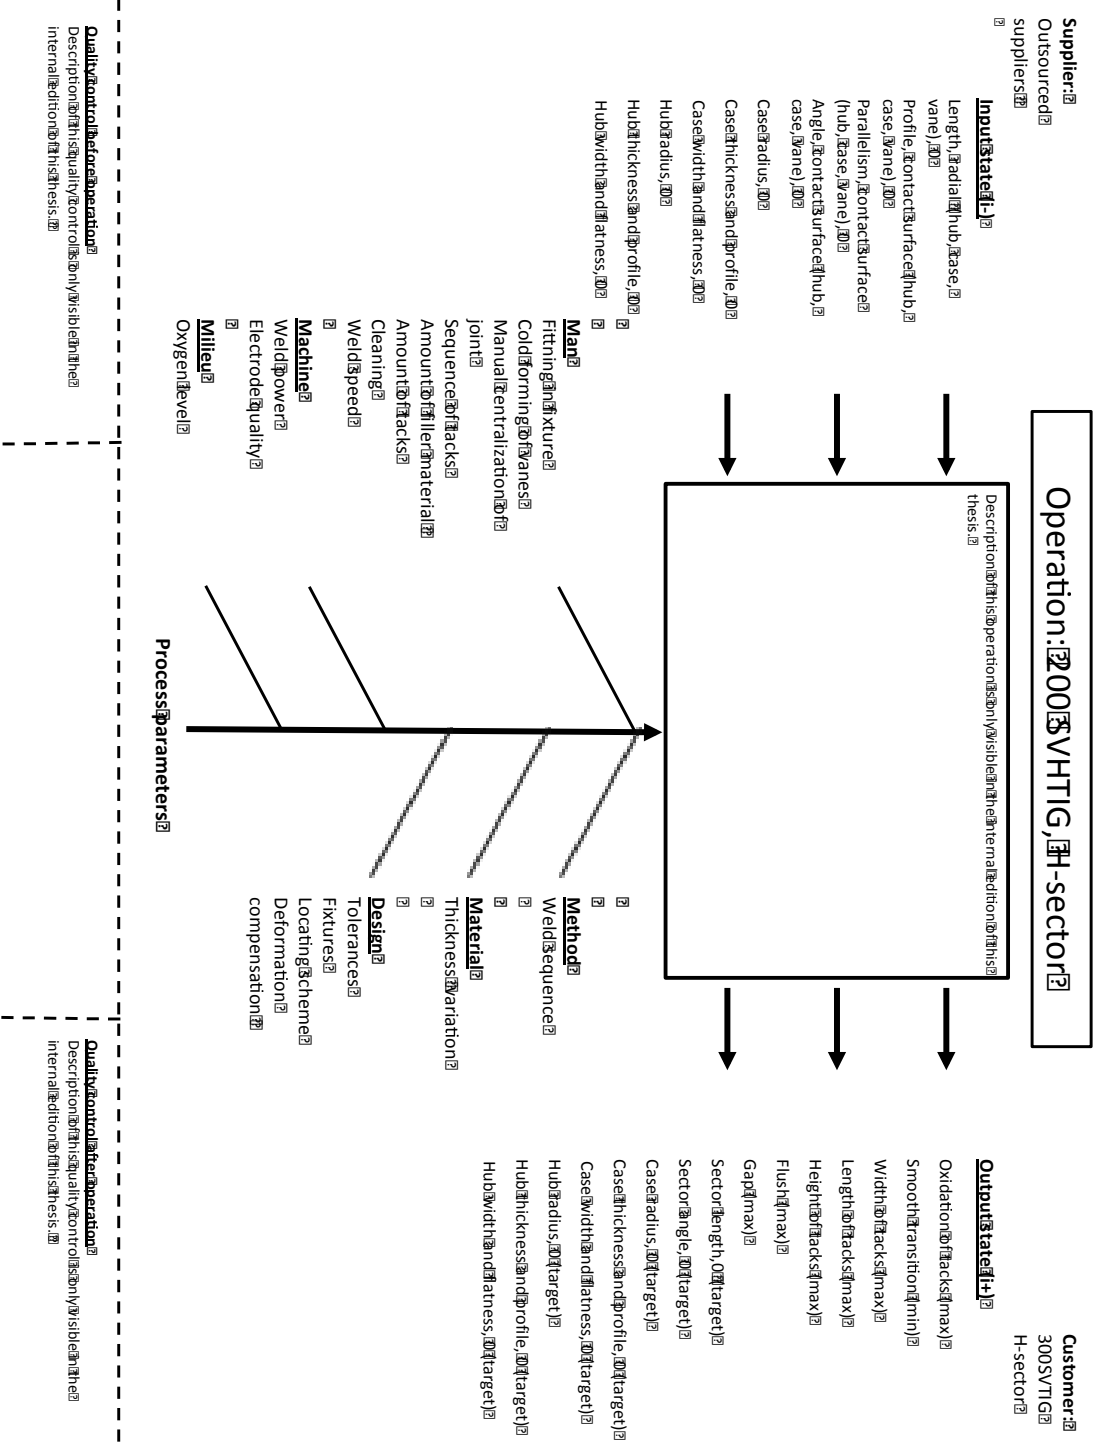 Supplier:
Outsourced
suppliers
Operation: 200 SVHTIG, H-sector
Customer:
300SVTIG
H-sector
Input state (i-)
Length, radial (hub, case,
vane), 0
Profile, contact surface (hub,
case, vane), 0
Parallelism, contact surface
(hub, case, vane), 0
Angle, contact surface (hub,
case, vane), 0
Case radius, 0
Case thickness and profile, 0
Case width and flatness, 0
Hub radius, 0
Hub thickness and profile, 0
Hub width and flatness, 0
Description of this operation is only visible in the internal edition of this
thesis.
Output state (i+)
Oxidation of tacks (max)
Smooth transition (min)
Width of tacks (max)
Length of tacks (max)
Height of tacks (max)
Flush (max)
Gap (max)
Sector length,0 (target)
Sector angle, 0 (target)
Case radius, 0 (target)
Case thickness and profile, 0 (target)
Case width and flatness, 0 (target)
Hub radius, 0 (target)
Hub thickness and profile, 0 (target)
Hub width and flatness, 0 (target)
Man
Fittning in fixture
Cold forming of vanes
Manual centralization of
joint
Sequence of tacks
Amount of filler material
Amount of tacks
Cleaning
Weld speed
Machine
Weld power
Electrode quality
Milieu
Oxygen level
Method
Weld sequence
Material
Thickness variation
Design
Tolerances
Fixtures
Locating scheme
Deformation
compensation
Process parameters
Quality control before operation
Description of this quality control is only visible in the
internal edition of this thesis.
Quality control after operation
Description of this quality control is only visible in the
internal edition of this thesis.